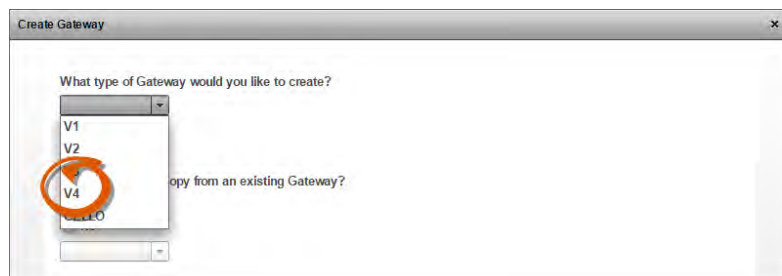 Create Gateway ×
What type of Gateway would you like to create?
V1
V2
V4
opy from an existing Gateway?